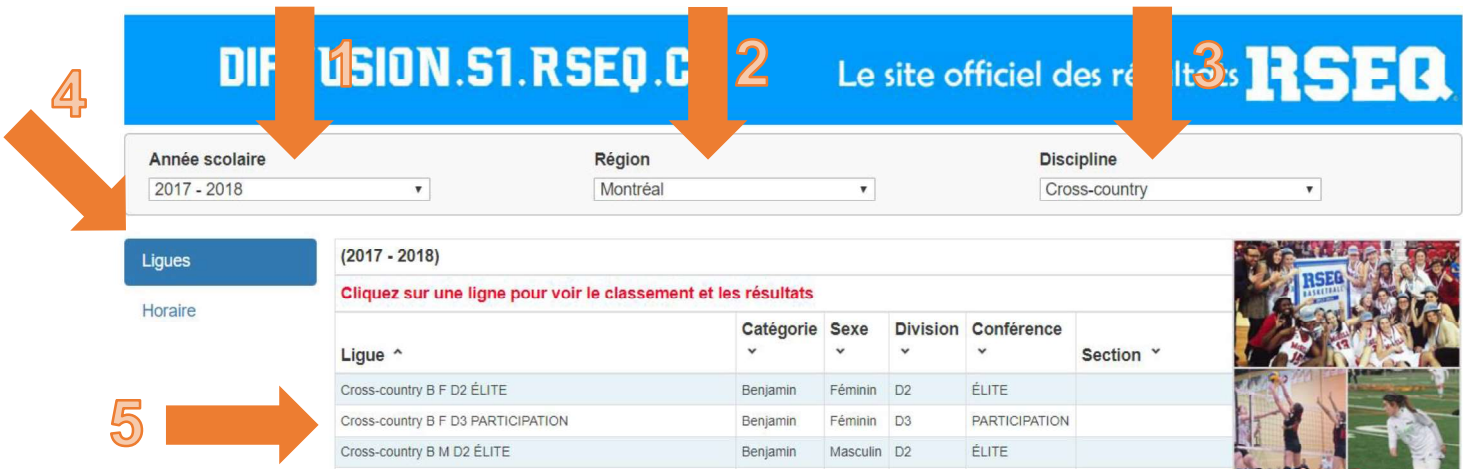 DIFFUSION.S1.RSEQ.C
Le site officiel des résultats RSEQ
1
2
3
4
Année scolaire
Région
Discipline
2017 - 2018
Montréal
Cross-country
Ligues
Horaire
(2017 - 2018)
Cliquez sur une ligne pour voir le classement et les résultats
Ligue Catégorie Sexe Division Conférence Section
Cross-country B F D2 ÉLITE Benjamin Féminin D2 ÉLITE
5
Cross-country B F D3 PARTICIPATION Benjamin Féminin D3 PARTICIPATION
Cross-country B M D2 ÉLITE Benjamin Masculin D2 ÉLITE
RSEQ
BASKETBALL